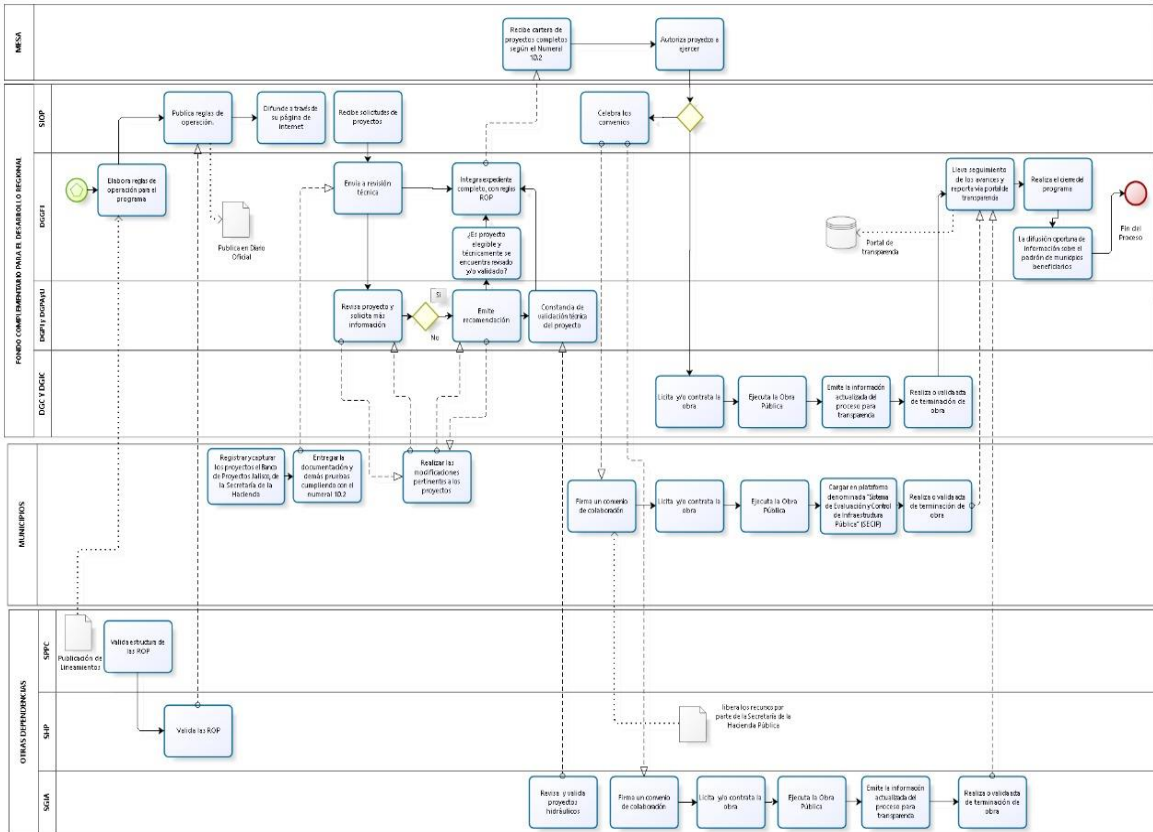 MESA
Recibe cartera de
proyectos completos
según el Numeral
10.2
Autoriza proyectos a
ejercer
FONDO COMPLEMENTARIO PARA EL DESARROLLO REGIONAL
SIOP
Publica reglas de
operación.
Difunde a través de
su página de
internet
Recibe solicitudes de
proyectos
Celebra los
convenios
DGGFI
Elabora reglas de
operación para el
programa
Publica en Diario
Oficial
Envía a revisión
técnica
Integra expediente
completo, con reglas
ROP
¿Es proyecto
elegible y
técnicamente se
encuentra revisado
y/o validado?
Portal de
transparencia
Lleva seguimiento
de los avances y
reporta vía portal de
transparencia
Realiza el cierre del
programa
La difusión oportuna de
información sobre el
padrón de municipios
beneficiarios
Fin del
Proceso
Revisa proyecto y
solicita más
información
SI
No
Emite
recomendación
Constancia de
validación técnica
del proyecto
DGC Y DGIC
Licita y/o contrata la
obra
Ejecuta la Obra
Pública
Emite la información
actualizada del
proceso para
transparencia
Realiza o valida acta
de terminación de
obra
MUNICIPIOS
Registrar y capturar
los proyectos el Banco
de Proyectos Jalisco, de
la Secretaría de la
Hacienda
Entregar la
documentación y
demás pruebas
cumpliendo con el
numeral 10.2
Realizar las
modificaciones
pertinentes a los
proyectos
Firma un convenio
de colaboración
Licita y/o contrata la
obra
Ejecuta la Obra
Pública
Cargar en plataforma
denominada "Sistema
de Evaluación y Control
de Infraestructura
Pública" (SECIP)
Realiza o valida acta
de terminación de
obra
OTRAS DEPENDENCIAS
SPPC
Publicación de
Lineamientos
Valida estructura de
las ROP
SHP
Valida las ROP
libera los recursos por
parte de la Secretaría de la
Hacienda Pública
SGIA
Revisa y valida
proyectos
hidráulicos
Firma un convenio
de colaboración
Licita y/o contrata la
obra
Ejecuta la Obra
Pública
Emite la información
actualizada del
proceso para
transparencia
Realiza o valida acta
de terminación de
obra